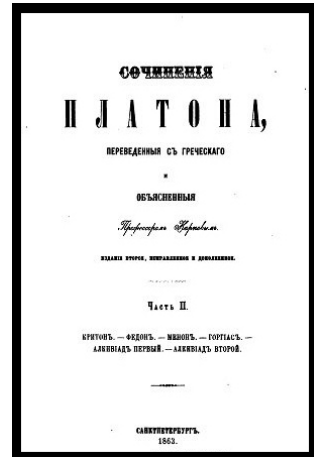 СОЧИНЕНІЯ
ПЛАТОНА,
ПЕРЕВЕДЕННЫЯ СЪ ГРЕЧЕСКАГО
И
ОБЪЯСНЕННЫЯ
Профессоромъ Карповымъ.
ИЗДАНІЕ ВТОРОЕ, ИСПРАВЛЕННОЕ И ДОПОЛНЕННОЕ.
ЧАСТЬ II.
КРИТОНЪ. — ФЕДОНЪ. — МЕНОНЪ. — ГОРГІАСЪ. —
АЛКИВІАДЪ ПЕРВЫЙ. — АЛКИВІАДЪ ВТОРОЙ.
САНКТПЕТЕРБУРГЪ.
1863.